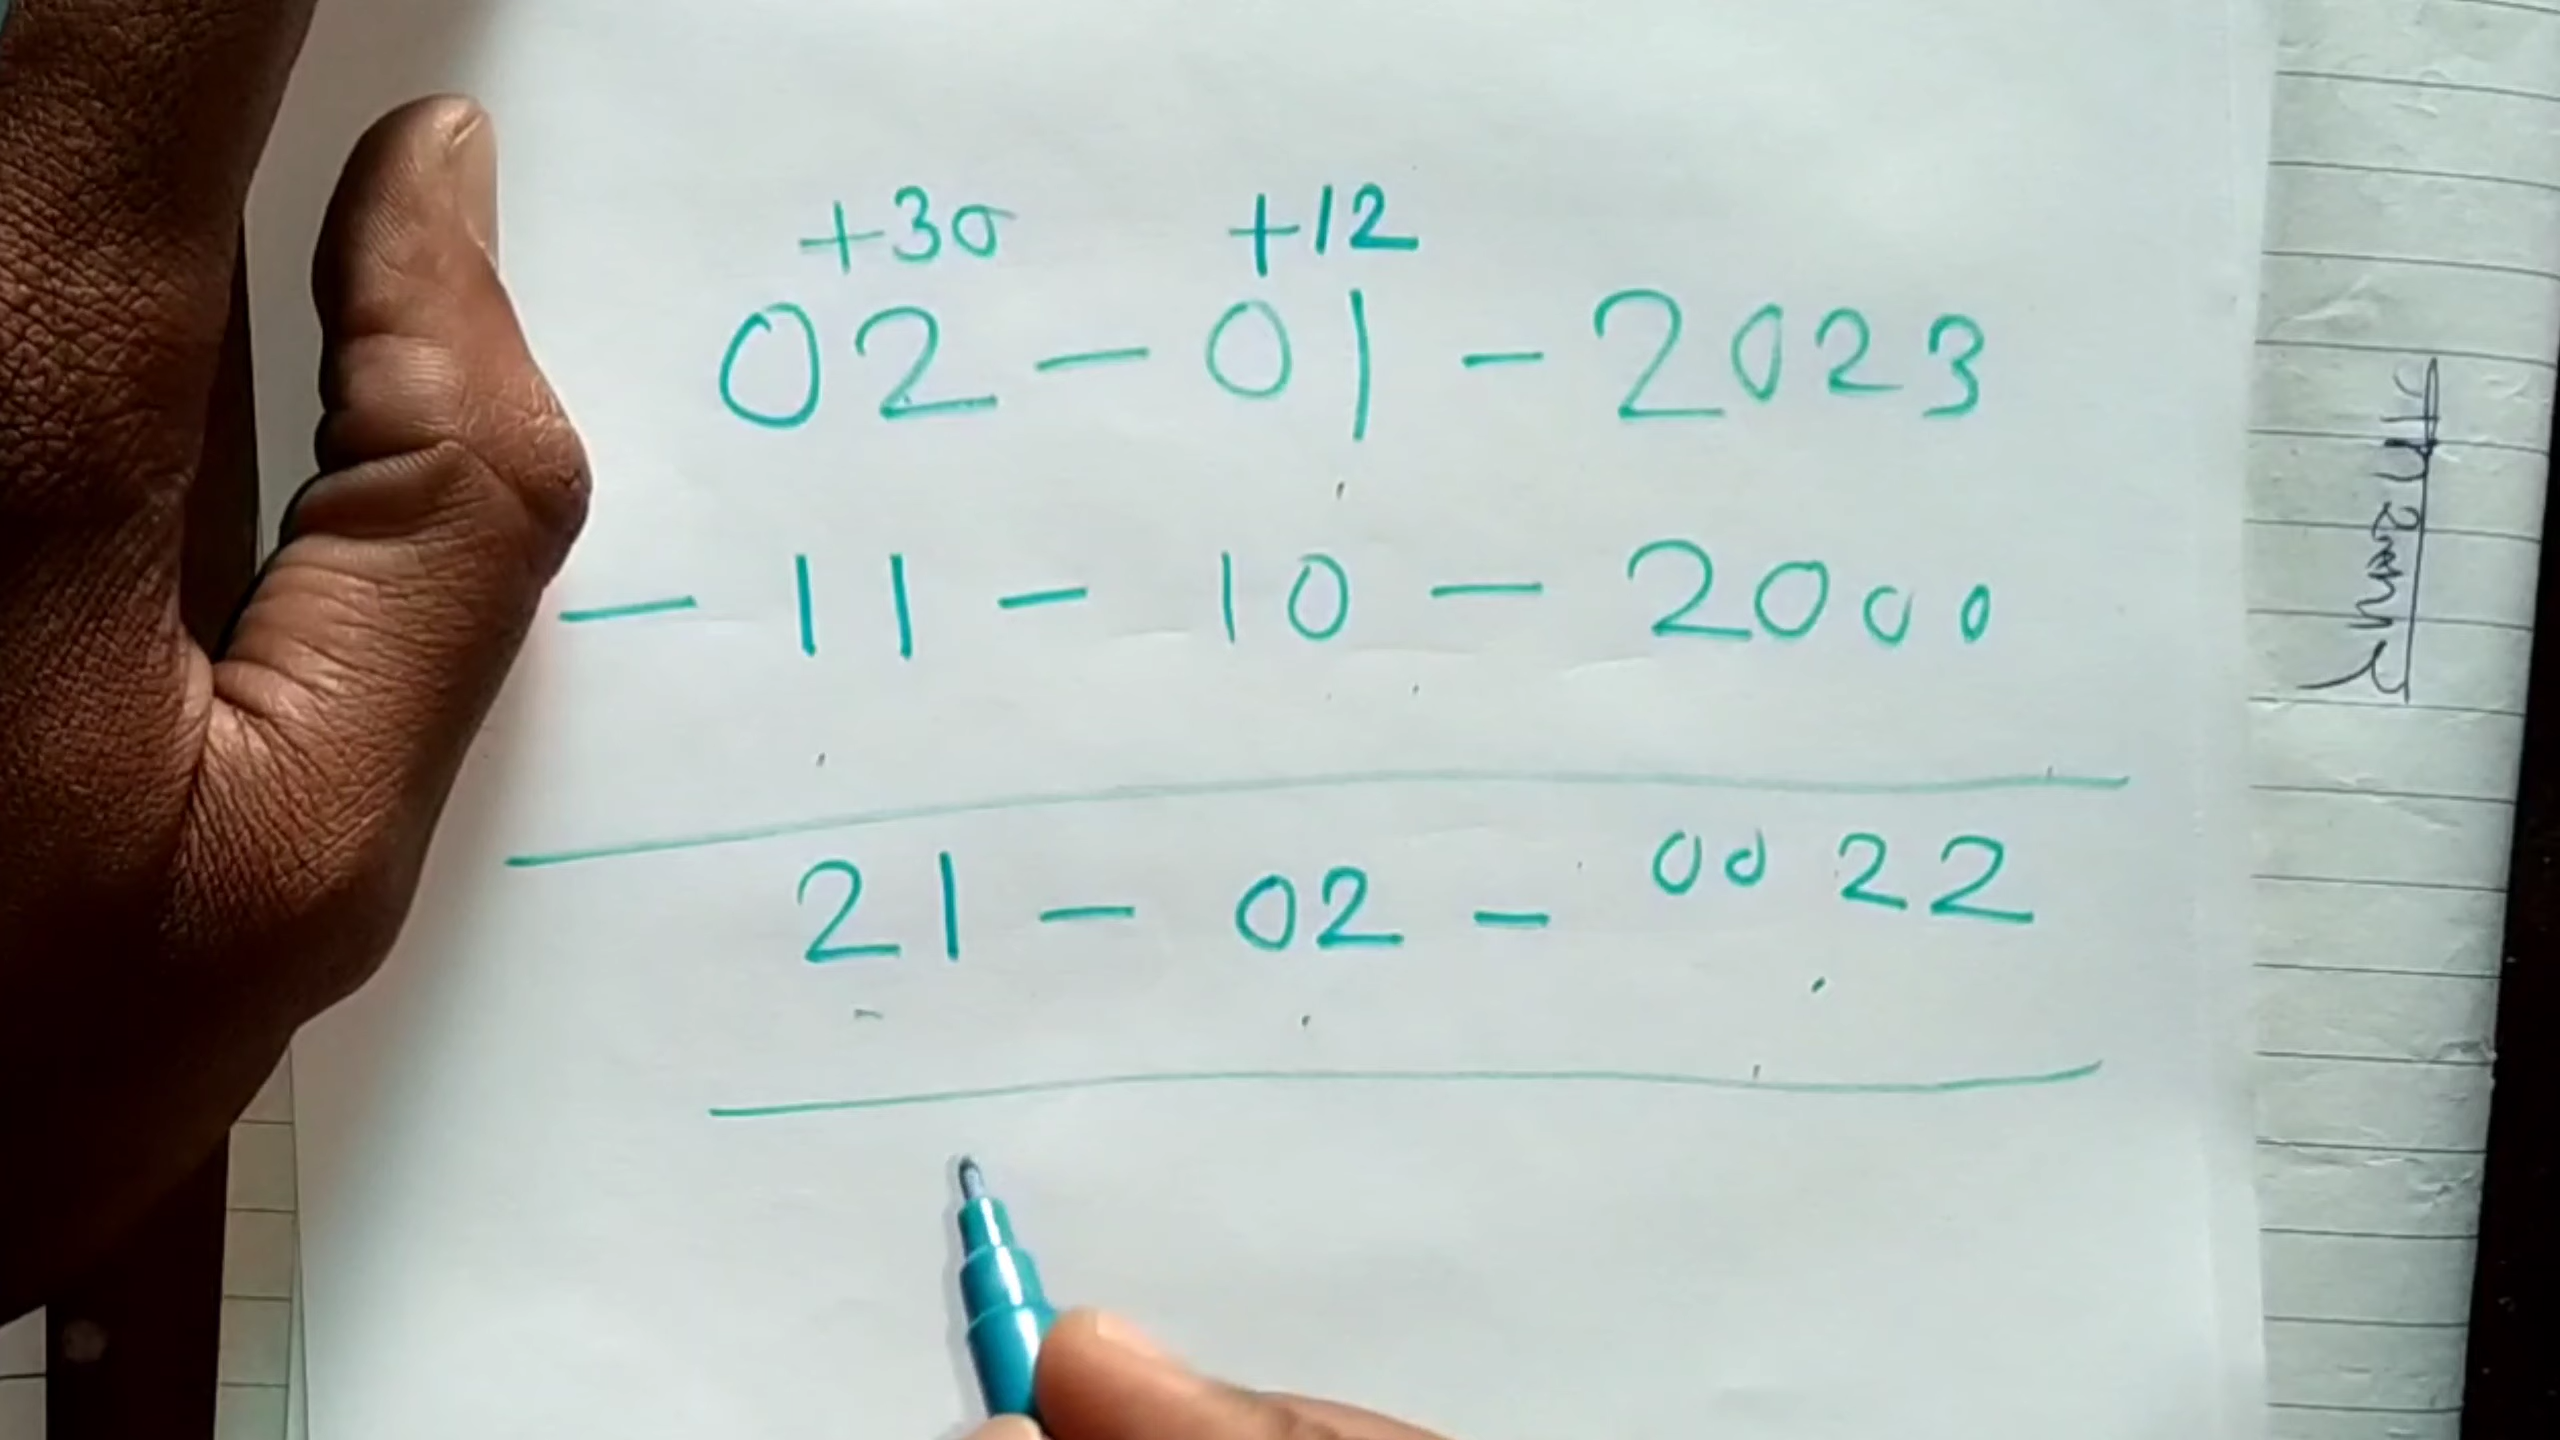 +30 +12
02 - 01 - 2023
- 11 - 10 - 2000
21 - 02 - 0022